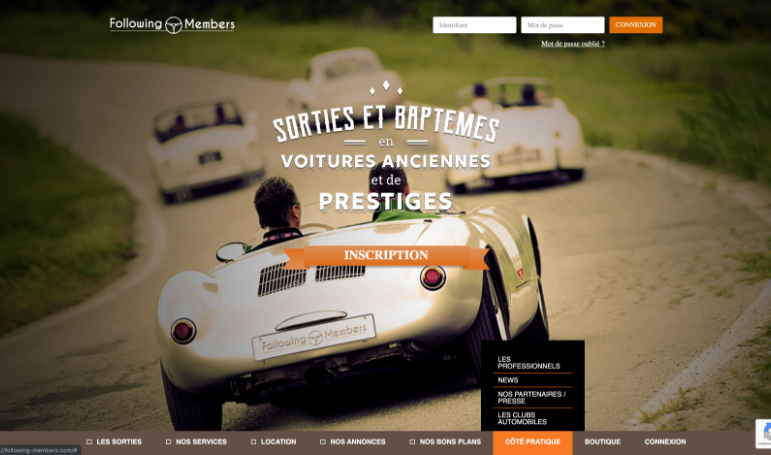 Following Members
Identifiant
Mot de passe
CONNEXION
Mot de passe oublié ?
SORTIES ET BAPTEMES
en
VOITURES ANCIENNES
et de
PRESTIGES
INSCRIPTION
Following Members
LES
PROFESSIONNELS
NEWS
NOS PARTENAIRES /
PRESSE
LES CLUBS
AUTOMOBILES
LES SORTIES
NOS SERVICES
LOCATION
NOS ANNONCES
NOS BONS PLANS
CÔTÉ PRATIQUE
BOUTIQUE
CONNEXION
://following-members.com/#